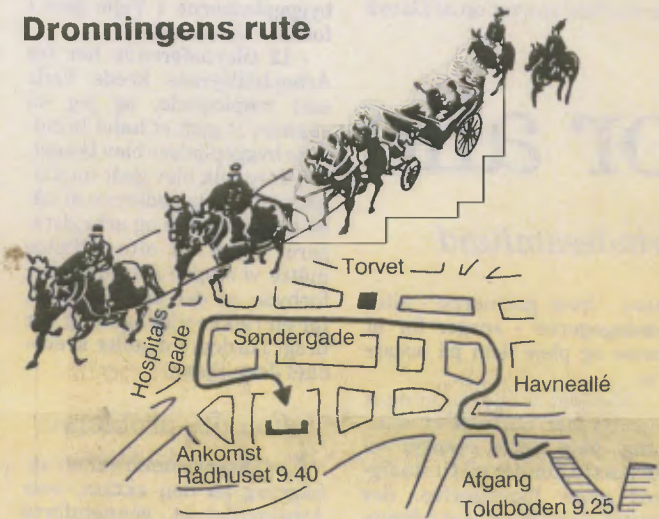 Dronningens rute
Torvet
Hospitals
gade
Søndergade
Havneallé
Ankomst
Rådhuset 9.40
Afgang
Toldboden 9.25